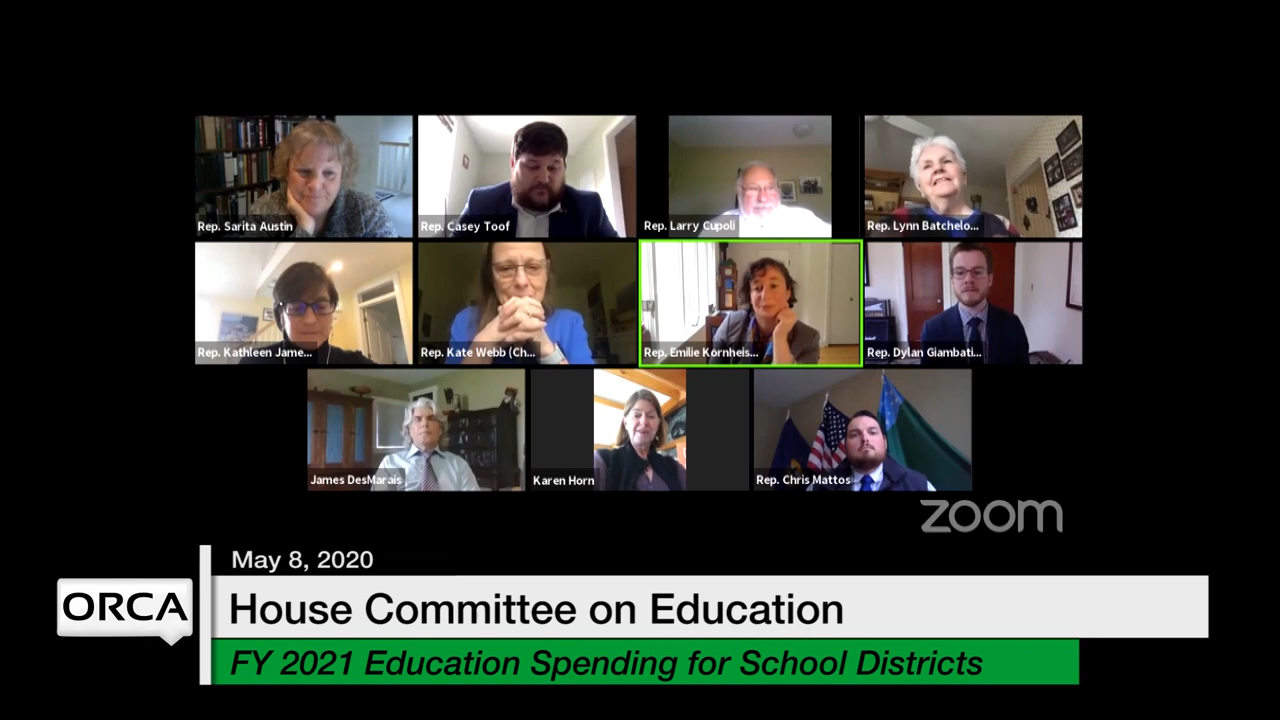 Rep. Sarita Austin
Rep. Casey Toof
Rep. Larry Cupoli
Rep. Lynn Batchelo...
Rep. Kathleen Jame...
Rep. Kate Webb (Ch...
Rep. Emilie Kornheis...
Rep. Dylan Giambati...
James DesMarais
Karen Horn
Rep. Chris Mattos
zoom
May 8, 2020
ORCA
House Committee on Education
FY 2021 Education Spending for School Districts